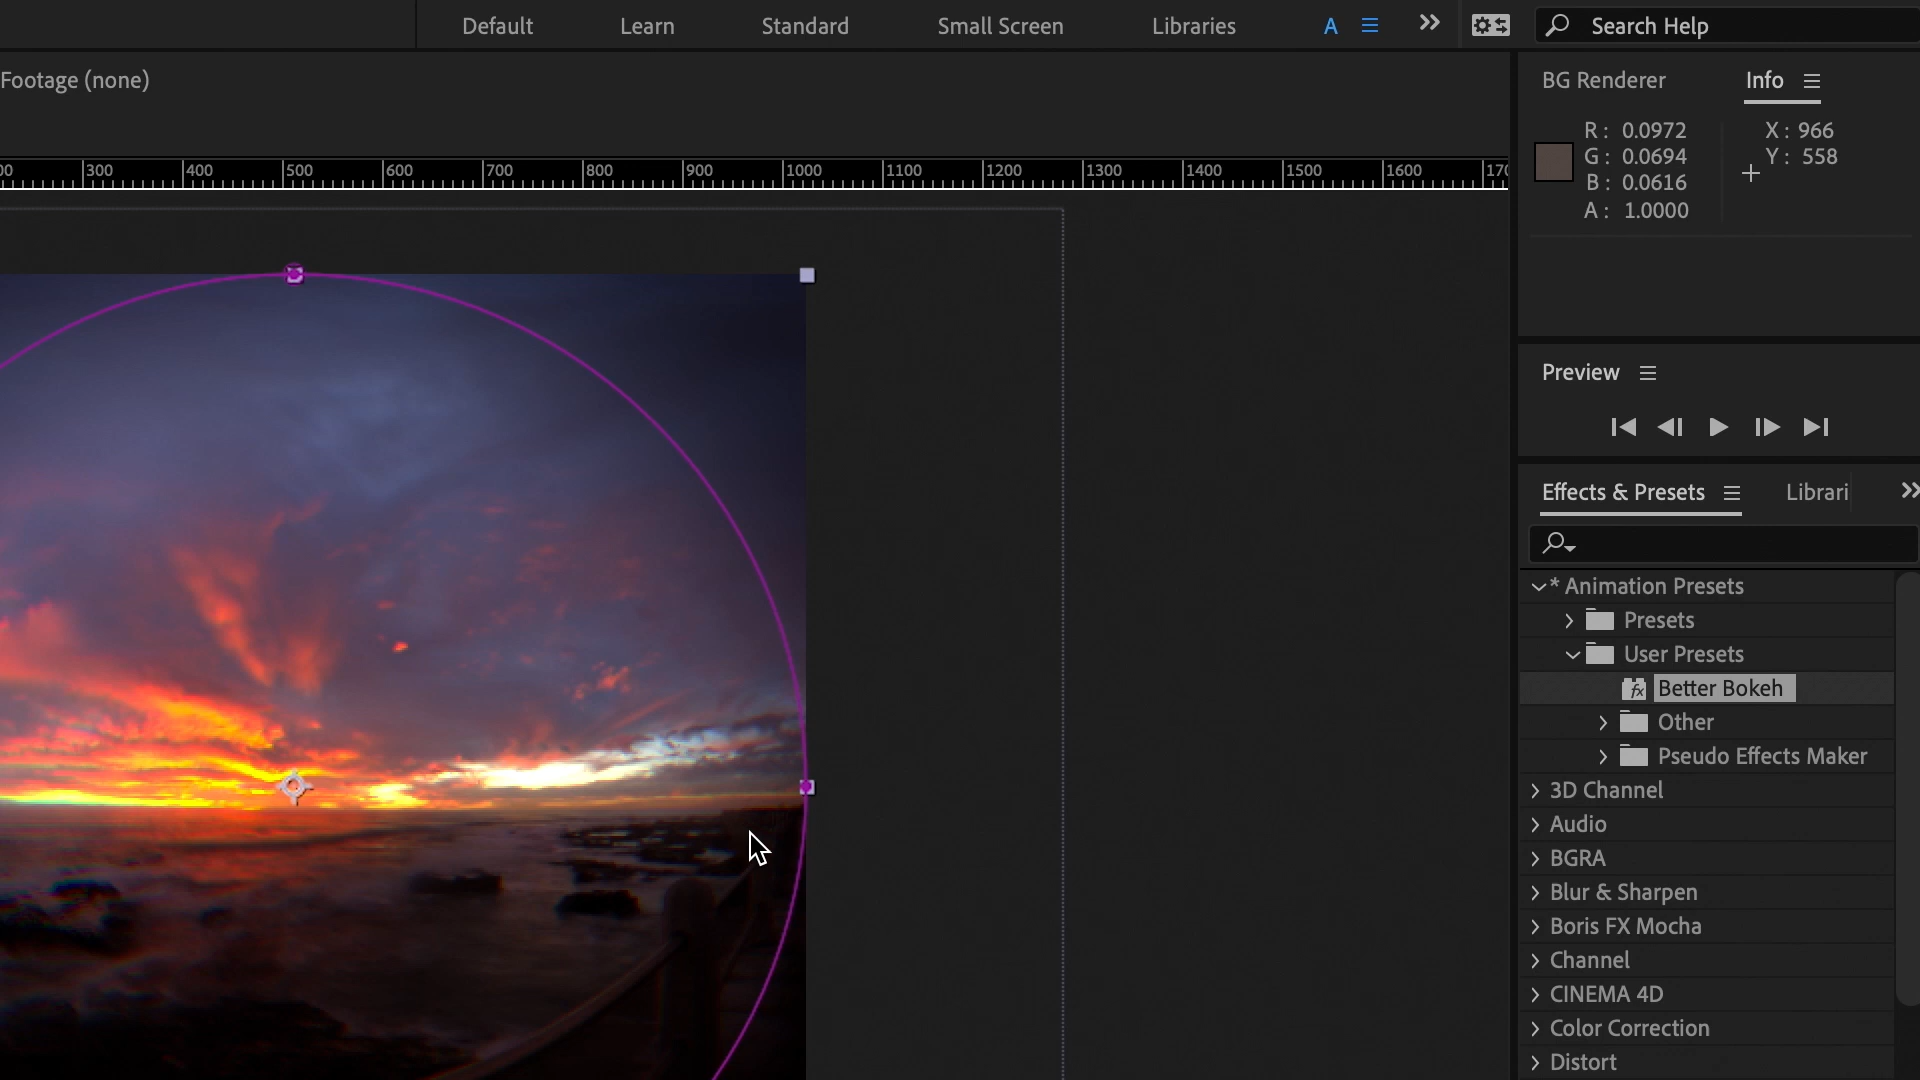 Default Learn Standard Small Screen Libraries A Search Help
Footage (none)
BG Renderer Info
R : 0.0972 X : 966
G : 0.0694 Y : 558
B : 0.0616
A : 1.0000
00 300 400 500 600 700 800 900 1000 1100 1200 1300 1400 1500 1600 170
Preview
Effects & Presets Librari
* Animation Presets
Presets
User Presets
fx Better Bokeh
Other
Pseudo Effects Maker
3D Channel
Audio
BGRA
Blur & Sharpen
Boris FX Mocha
Channel
CINEMA 4D
Color Correction
Distort